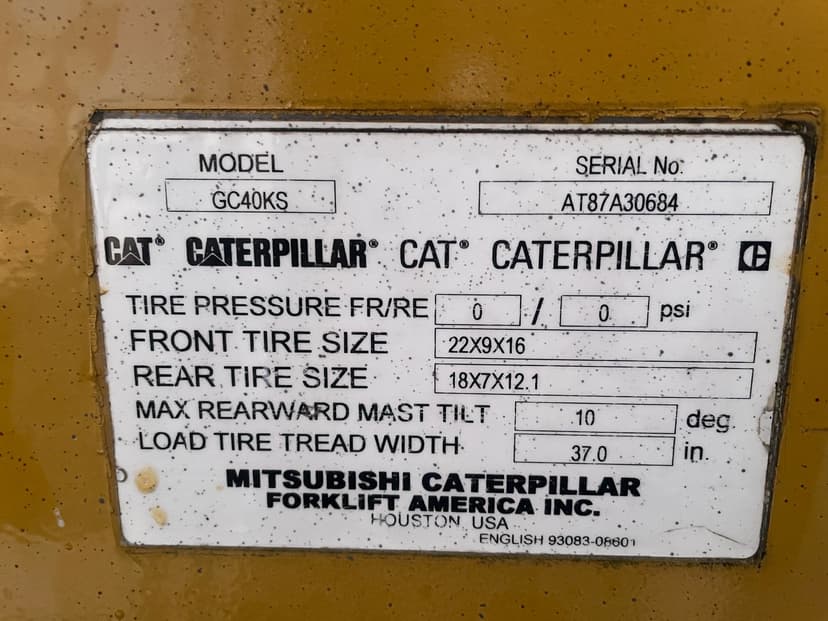 MODEL SERIAL No.
GC40KS AT87A30684
CAT® CATERPILLAR® CAT® CATERPILLAR®
TIRE PRESSURE FR/RE 0 / 0 psi
FRONT TIRE SIZE 22X9X16
REAR TIRE SIZE 18X7X12.1
MAX REARWARD MAST TILT 10 deg.
LOAD TIRE TREAD WIDTH 37.0 in.
MITSUBISHI CATERPILLAR
FORKLIFT AMERICA INC.
HOUSTON, USA
ENGLISH 93083-08601